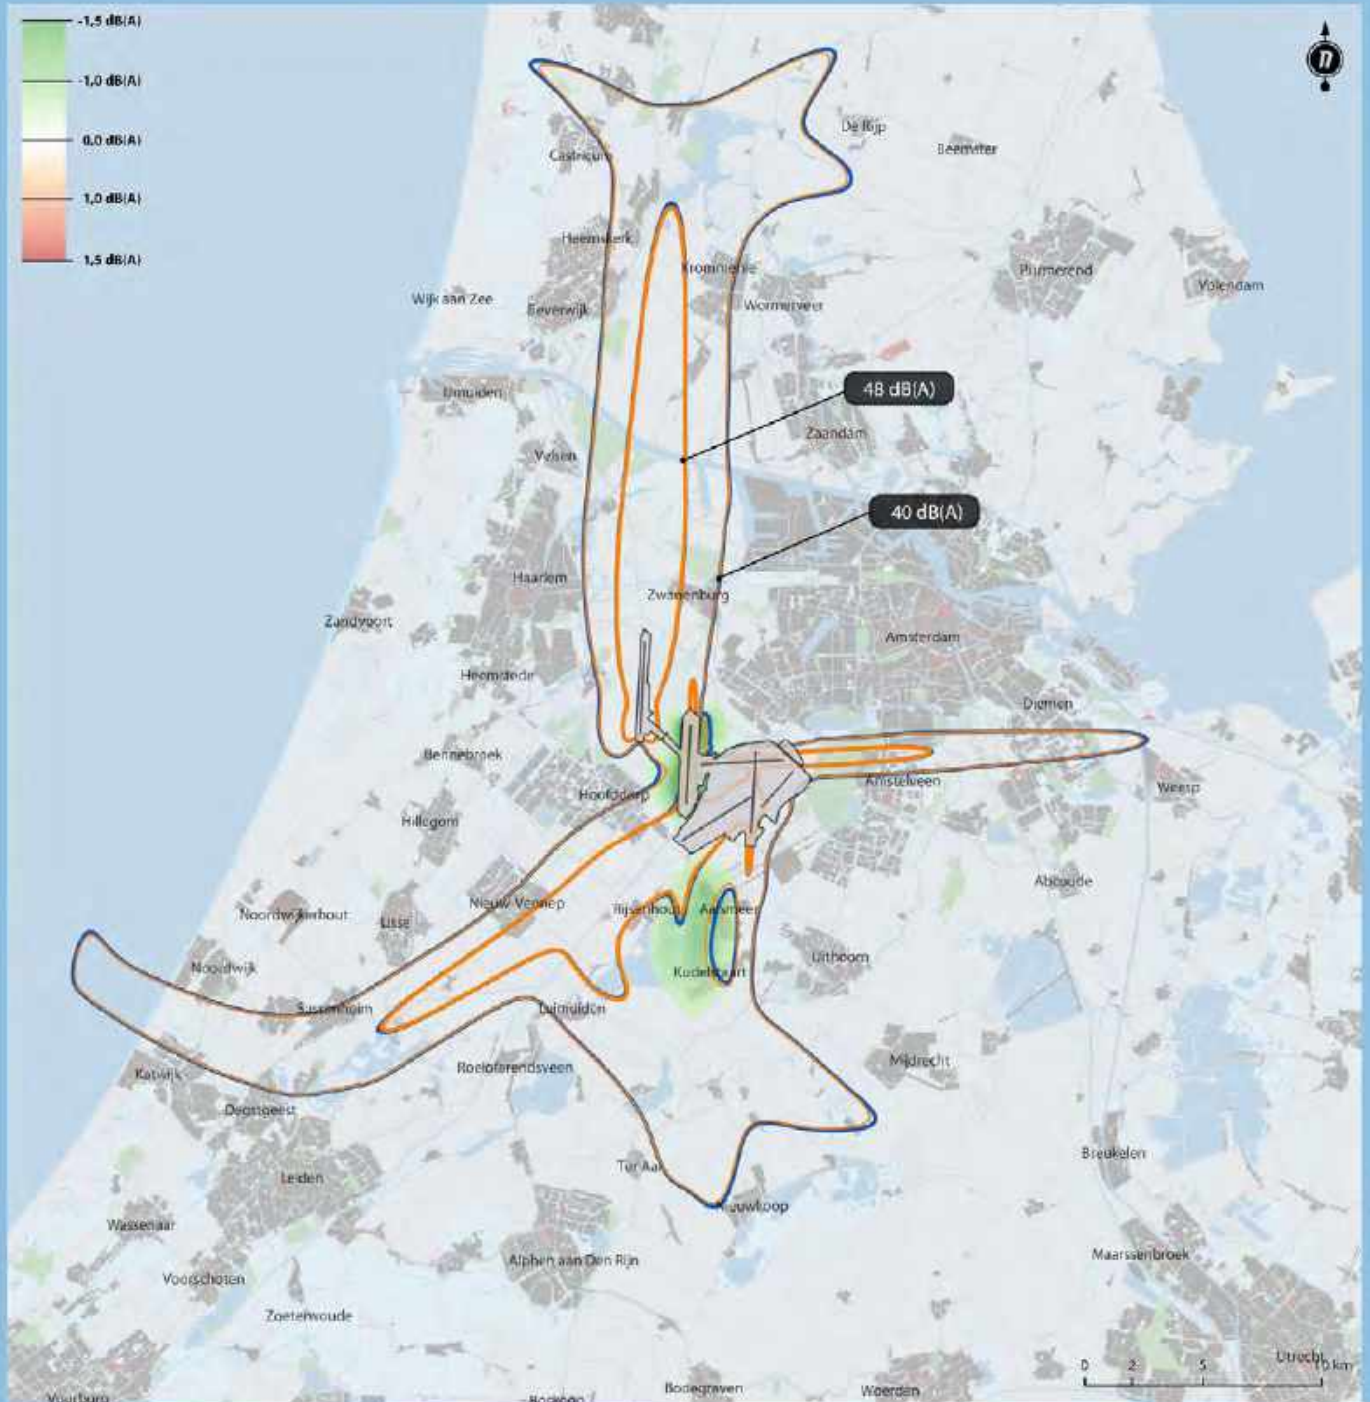 -1,5 dB(A)
-1,0 dB(A)
0,0 dB(A)
1,0 dB(A)
1,5 dB(A)
n
De Rijp
Beemster
Castricum
Heemskerk
Krommenie
Purmerend
Volendam
Wijk aan Zee
Beverwijk
Wormerveer
48 dB(A)
IJmuiden
Zaandam
Velsen
40 dB(A)
Haarlem
Zwanenburg
Zandvoort
Amsterdam
Heemstede
Diemen
Bennebroek
Amstelveen
Weesp
Hoofddorp
Hillegom
Abcoude
Nieuw-Vennep
Rijsenhout
Aalsmeer
Noordwijkerhout
Lisse
Uithoorn
Noordwijk
Kudelstaart
Sassenheim
Leimuiden
Mijdrecht
Roelofarendsveen
Katwijk
Oegstgeest
Breukelen
Ter Aar
Leiden
Nieuwkoop
Wassenaar
Maarssenbroek
Alphen aan Den Rijn
Voorschoten
Zoeterwoude
Utrecht
0 2 5 10 km
Bodegraven
Woerden
Voorburg
Boskoop